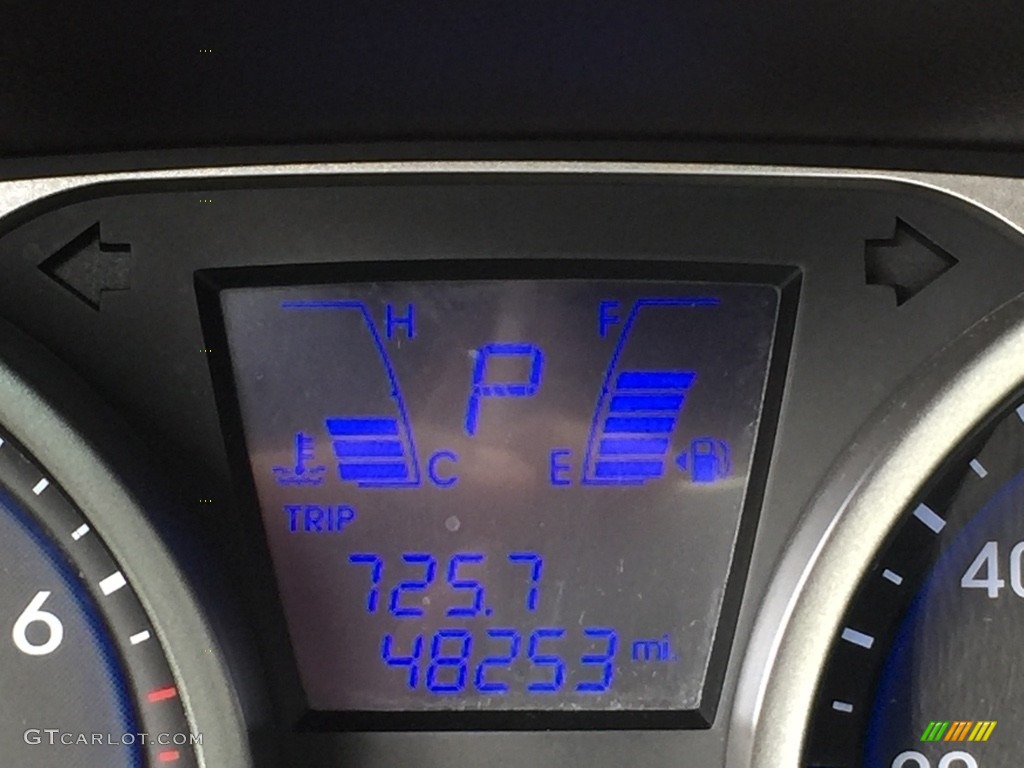 H F
P
C E
TRIP
725.7
48253 mi.
6
40
GTCARLOT.COM